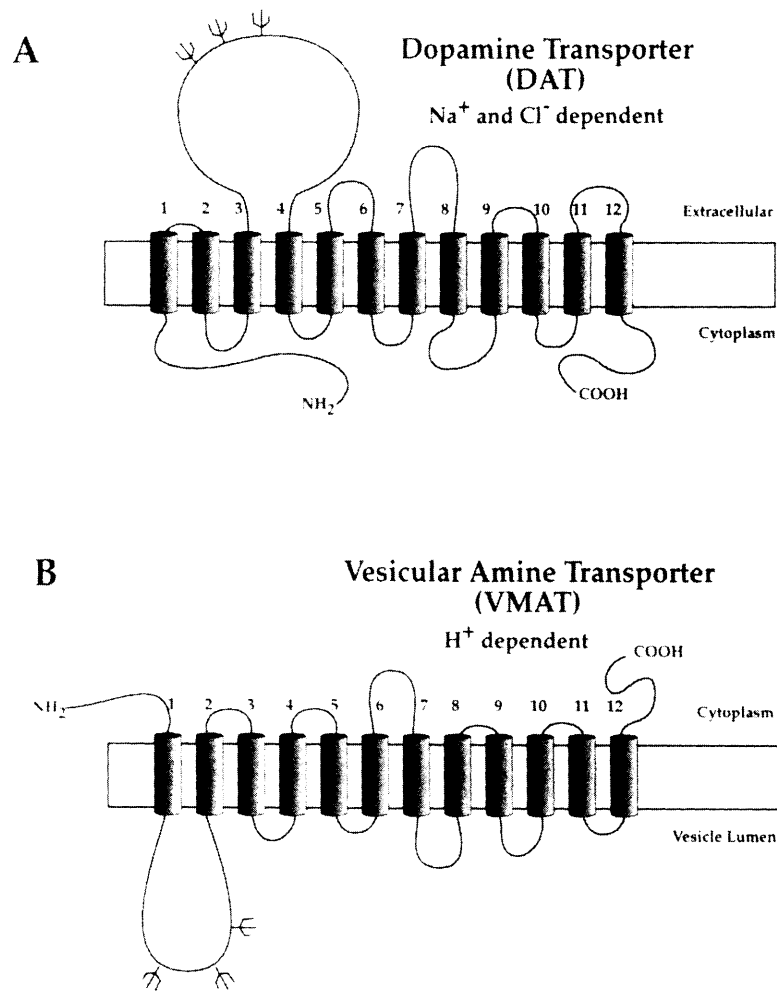 A
Dopamine Transporter
(DAT)
Na⁺ and Cl⁻ dependent
1 2 3 4 5 6 7 8 9 10 11 12
Extracellular
Cytoplasm
NH₂
COOH
B
Vesicular Amine Transporter
(VMAT)
H⁺ dependent
COOH
NH₂
1 2 3 4 5 6 7 8 9 10 11 12
Cytoplasm
Vesicle Lumen